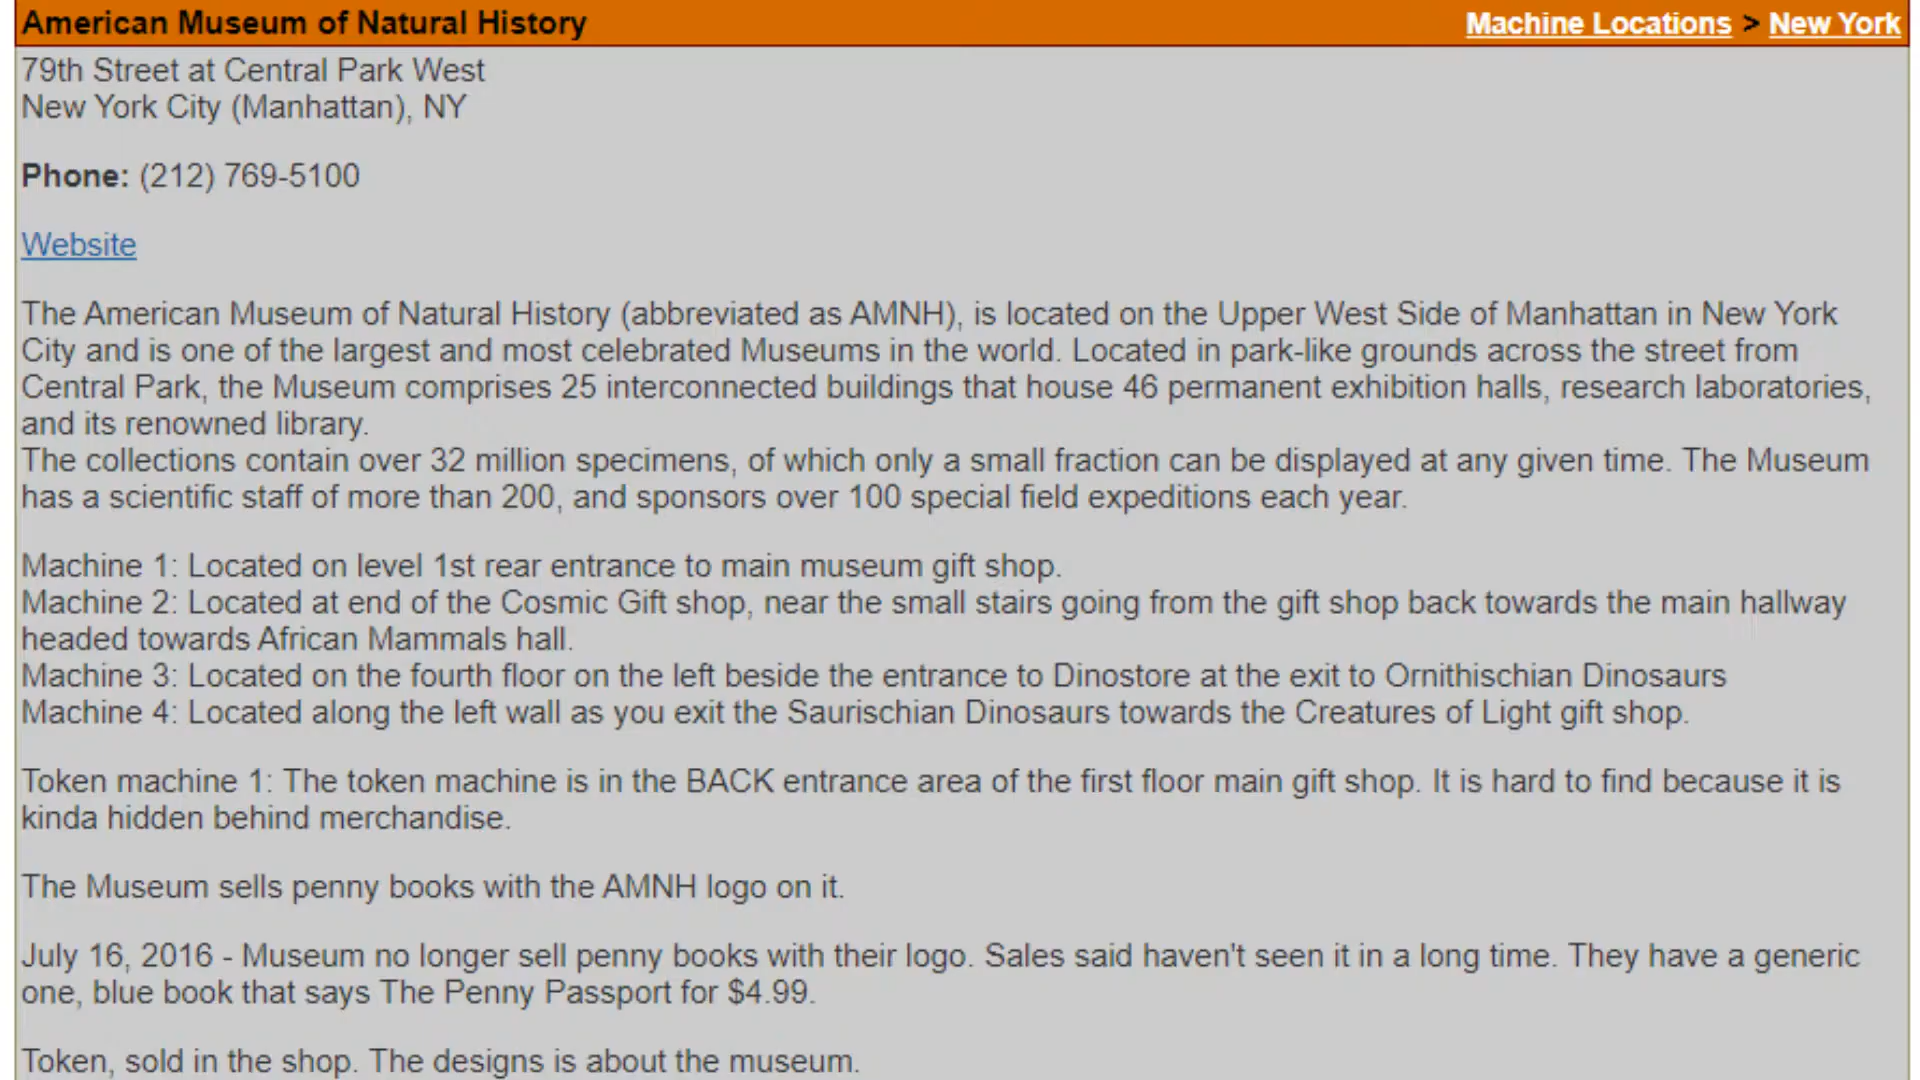 American Museum of Natural History
Machine Locations > New York
79th Street at Central Park West
New York City (Manhattan), NY
Phone: (212) 769-5100
Website
The American Museum of Natural History (abbreviated as AMNH), is located on the Upper West Side of Manhattan in New York
City and is one of the largest and most celebrated Museums in the world. Located in park-like grounds across the street from
Central Park, the Museum comprises 25 interconnected buildings that house 46 permanent exhibition halls, research laboratories,
and its renowned library.
The collections contain over 32 million specimens, of which only a small fraction can be displayed at any given time. The Museum
has a scientific staff of more than 200, and sponsors over 100 special field expeditions each year.
Machine 1: Located on level 1st rear entrance to main museum gift shop.
Machine 2: Located at end of the Cosmic Gift shop, near the small stairs going from the gift shop back towards the main hallway
headed towards African Mammals hall.
Machine 3: Located on the fourth floor on the left beside the entrance to Dinostore at the exit to Ornithischian Dinosaurs
Machine 4: Located along the left wall as you exit the Saurischian Dinosaurs towards the Creatures of Light gift shop.
Token machine 1: The token machine is in the BACK entrance area of the first floor main gift shop. It is hard to find because it is
kinda hidden behind merchandise.
The Museum sells penny books with the AMNH logo on it.
July 16, 2016 - Museum no longer sell penny books with their logo. Sales said haven't seen it in a long time. They have a generic
one, blue book that says The Penny Passport for $4.99.
Token, sold in the shop. The designs is about the museum.